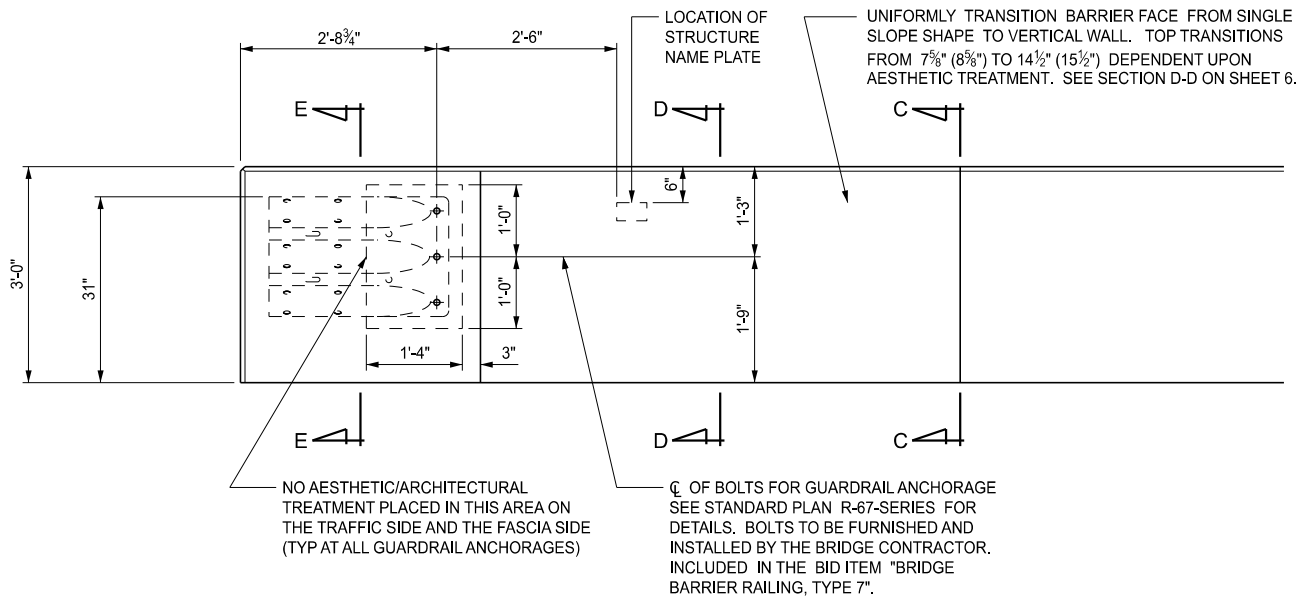 LOCATION OF
STRUCTURE
NAME PLATE
UNIFORMLY TRANSITION BARRIER FACE FROM SINGLE
SLOPE SHAPE TO VERTICAL WALL. TOP TRANSITIONS
FROM 7⅝" (8⅝") TO 14½" (15½") DEPENDENT UPON
AESTHETIC TREATMENT. SEE SECTION D-D ON SHEET 6.
2'-8¾"
2'-6"
E
D
C
3'-0"
31"
1'-0"
1'-0"
6"
1'-3"
1'-9"
1'-4"
3"
E
D
C
NO AESTHETIC/ARCHITECTURAL
TREATMENT PLACED IN THIS AREA ON
THE TRAFFIC SIDE AND THE FASCIA SIDE
(TYP AT ALL GUARDRAIL ANCHORAGES)
℄ OF BOLTS FOR GUARDRAIL ANCHORAGE
SEE STANDARD PLAN R-67-SERIES FOR
DETAILS. BOLTS TO BE FURNISHED AND
INSTALLED BY THE BRIDGE CONTRACTOR.
INCLUDED IN THE BID ITEM "BRIDGE
BARRIER RAILING, TYPE 7".